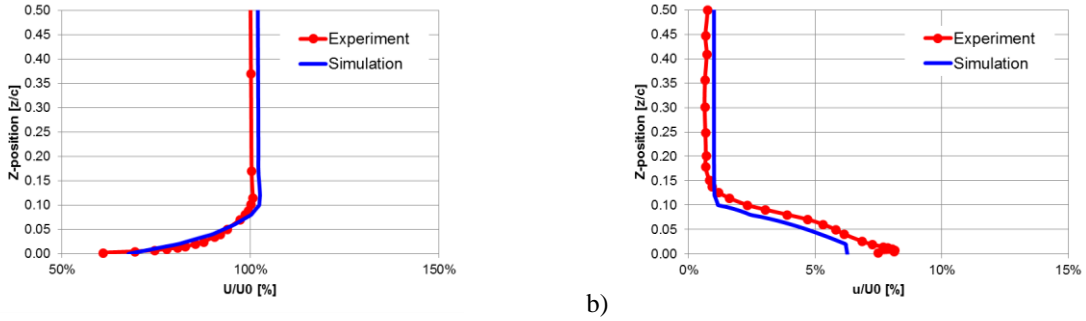 0.50
0.45
0.40
0.35
0.30
0.25
0.20
0.15
0.10
0.05
0.00
Z-position [z/c]
Experiment
Simulation
50% 100% 150%
U/U0 [%]
0.50
0.45
0.40
0.35
0.30
0.25
0.20
0.15
0.10
0.05
0.00
Z-position [z/c]
Experiment
Simulation
0% 5% 10% 15%
u/U0 [%]
b)